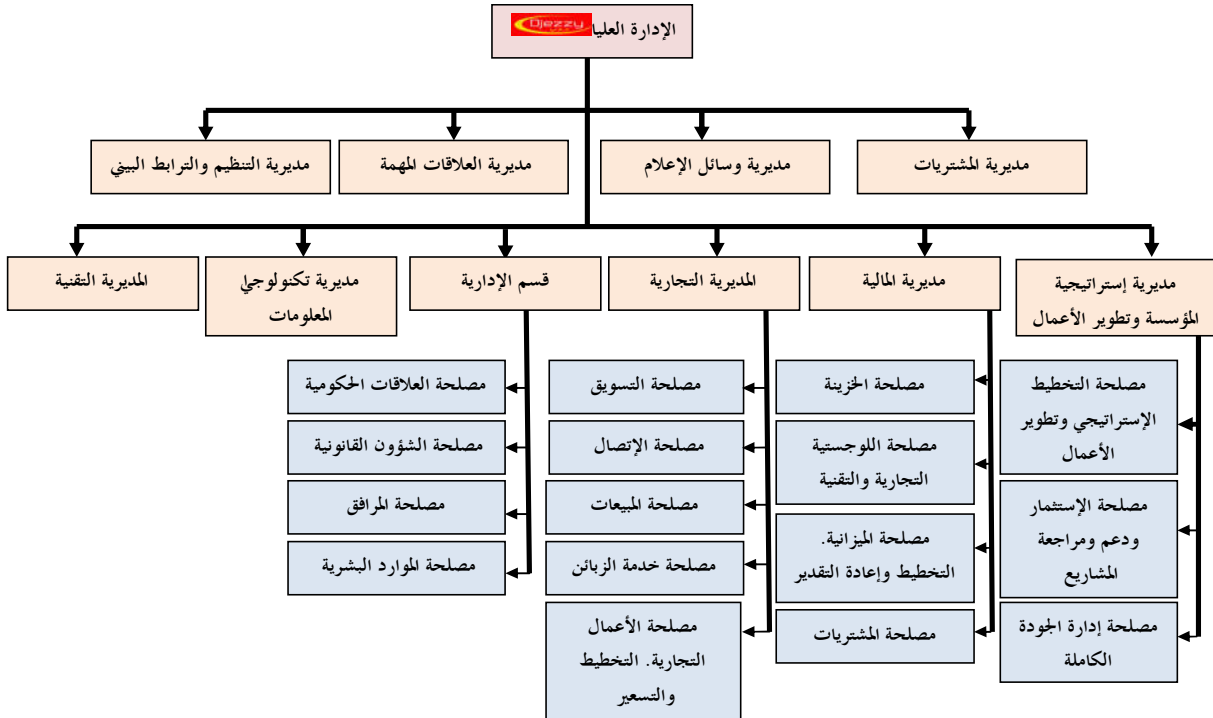 الإدارة العليا Djezzy
مديرية المشتريات
مديرية وسائل الإعلام
مديرية العلاقات المهمة
مديرية التنظيم والترابط البيني
مديرية إستراتيجية
المؤسسة وتطوير الأعمال
مديرية المالية
المديرية التجارية
قسم الإدارية
مديرية تكنولوجي
المعلومات
المديرية التقنية
مصلحة التخطيط
الإستراتيجي وتطوير
الأعمال
مصلحة الإستثمار
ودعم ومراجعة
المشاريع
مصلحة إدارة الجودة
الكاملة
مصلحة الخزينة
مصلحة اللوجستية
التجارية والتقنية
مصلحة الميزانية.
التخطيط وإعادة التقدير
مصلحة المشتريات
مصلحة التسويق
مصلحة الإتصال
مصلحة المبيعات
مصلحة خدمة الزبائن
مصلحة الأعمال
التجارية. التخطيط
والتسعير
مصلحة العلاقات الحكومية
مصلحة الشؤون القانونية
مصلحة المرافق
مصلحة الموارد البشرية